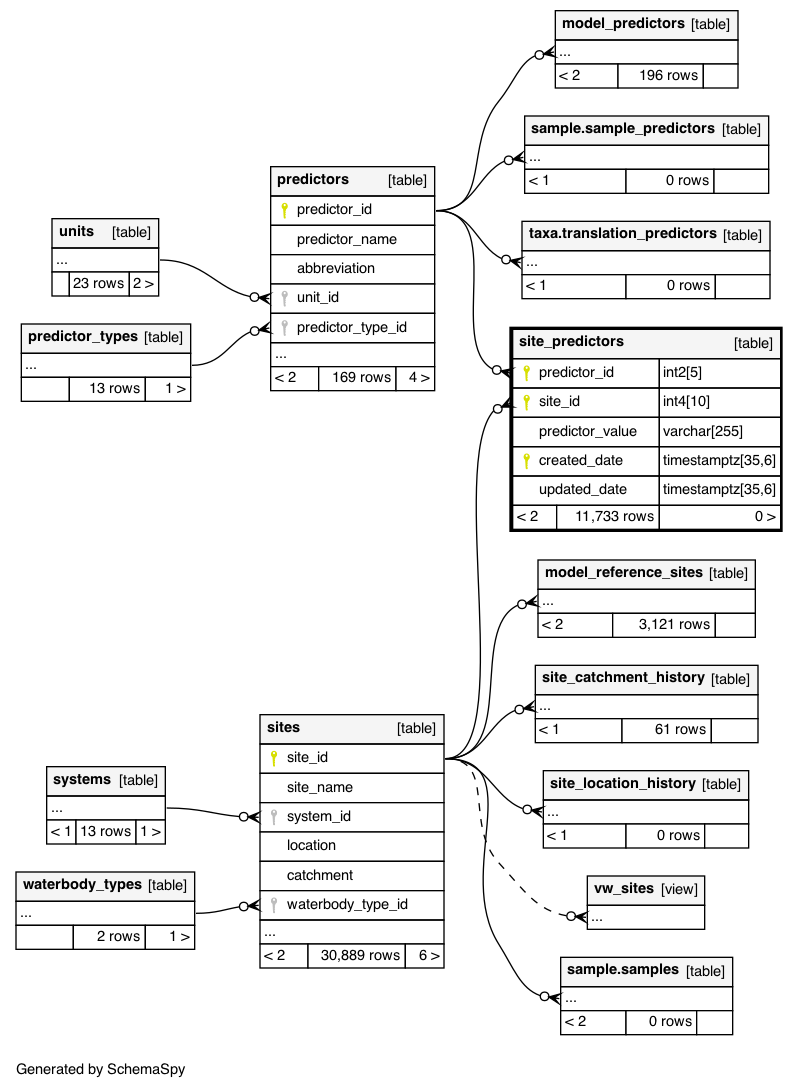 model_predictors [table]
...
< 2 196 rows
sample.sample_predictors [table]
...
< 1 0 rows
predictors [table]
predictor_id
predictor_name
abbreviation
unit_id
predictor_type_id
...
< 2 169 rows 4 >
units [table]
...
23 rows 2 >
taxa.translation_predictors [table]
...
< 1 0 rows
predictor_types [table]
...
13 rows 1 >
site_predictors [table]
predictor_id int2[5]
site_id int4[10]
predictor_value varchar[255]
created_date timestamptz[35,6]
updated_date timestamptz[35,6]
< 2 11,733 rows 0 >
model_reference_sites [table]
...
< 2 3,121 rows
site_catchment_history [table]
...
< 1 61 rows
sites [table]
site_id
site_name
system_id
location
catchment
waterbody_type_id
...
< 2 30,889 rows 6 >
systems [table]
...
< 1 13 rows 1 >
site_location_history [table]
...
< 1 0 rows
waterbody_types [table]
...
2 rows 1 >
vw_sites [view]
...
sample.samples [table]
...
< 2 0 rows
Generated by SchemaSpy